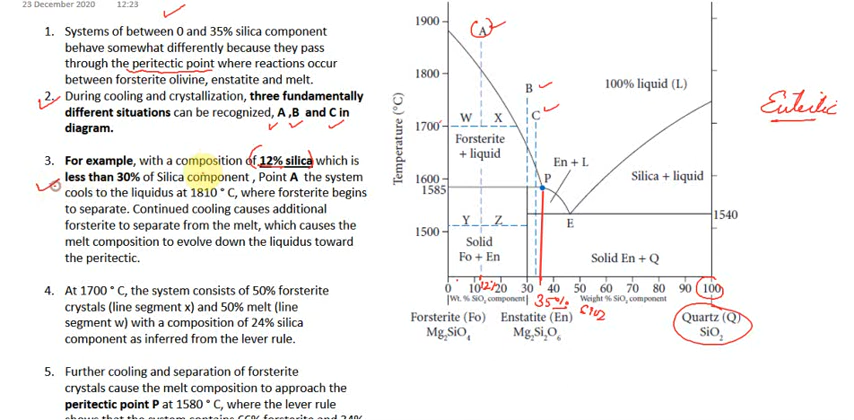 23 December 2020 12:23
1. Systems of between 0 and 35% silica component
behave somewhat differently because they pass
through the peritectic point where reactions occur
between forsterite olivine, enstatite and melt.
2. During cooling and crystallization, three fundamentally
different situations can be recognized, A ,B and C in
diagram.
3. For example, with a composition of 12% silica which is
less than 30% of Silica component , Point A the system
cools to the liquidus at 1810 ° C, where forsterite begins
to separate. Continued cooling causes additional
forsterite to separate from the melt, which causes the
melt composition to evolve down the liquidus toward
the peritectic.
4. At 1700 ° C, the system consists of 50% forsterite
crystals (line segment x) and 50% melt (line
segment w) with a composition of 24% silica
component as inferred from the lever rule.
5. Further cooling and separation of forsterite
crystals cause the melt composition to approach the
peritectic point P at 1580 ° C, where the lever rule
Temperature (°C)
1900
1800
1700
1600
1585
1500
A
B
C
100% liquid (L)
Euteitic
W X
Forsterite
+ liquid
En + L
P
Silica + liquid
1540
E
Y Z
Solid
Fo + En
Solid En + Q
0 10 20 30 40 50 60 70 80 90 100
12%
35%
SiO2
Wt. % SiO2 component
Weight % SiO2 component
Forsterite (Fo) Enstatite (En) Quartz (Q)
Mg2SiO4 Mg2Si2O6 SiO2